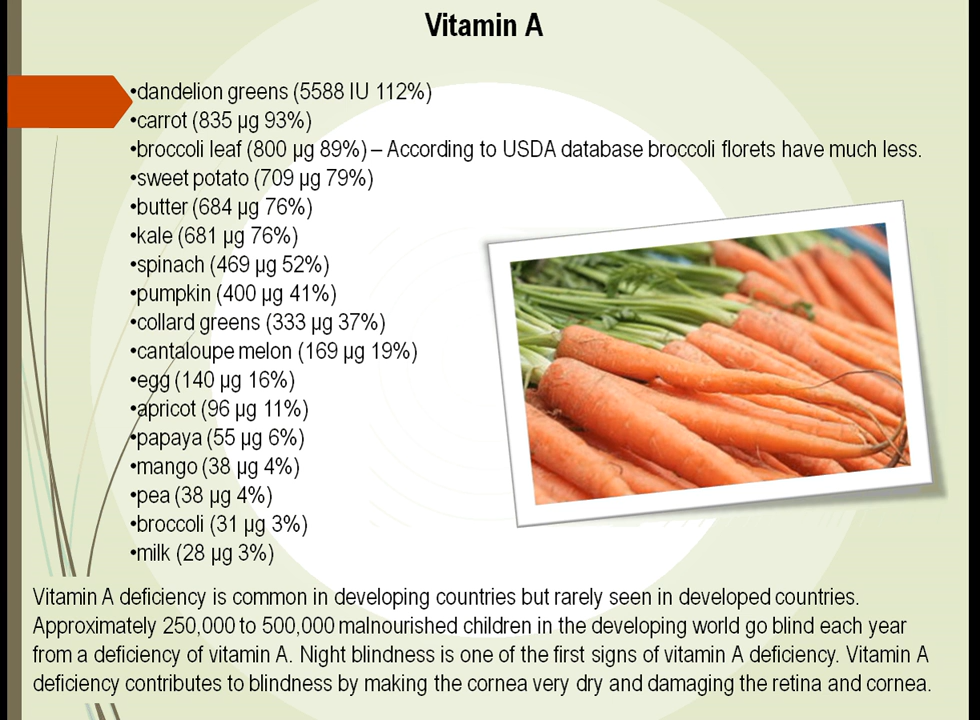 Vitamin A
•dandelion greens (5588 IU 112%)
•carrot (835 µg 93%)
•broccoli leaf (800 µg 89%) – According to USDA database broccoli florets have much less.
•sweet potato (709 µg 79%)
•butter (684 µg 76%)
•kale (681 µg 76%)
•spinach (469 µg 52%)
•pumpkin (400 µg 41%)
•collard greens (333 µg 37%)
•cantaloupe melon (169 µg 19%)
•egg (140 µg 16%)
•apricot (96 µg 11%)
•papaya (55 µg 6%)
•mango (38 µg 4%)
•pea (38 µg 4%)
•broccoli (31 µg 3%)
•milk (28 µg 3%)
Vitamin A deficiency is common in developing countries but rarely seen in developed countries.
Approximately 250,000 to 500,000 malnourished children in the developing world go blind each year
from a deficiency of vitamin A. Night blindness is one of the first signs of vitamin A deficiency. Vitamin A
deficiency contributes to blindness by making the cornea very dry and damaging the retina and cornea.